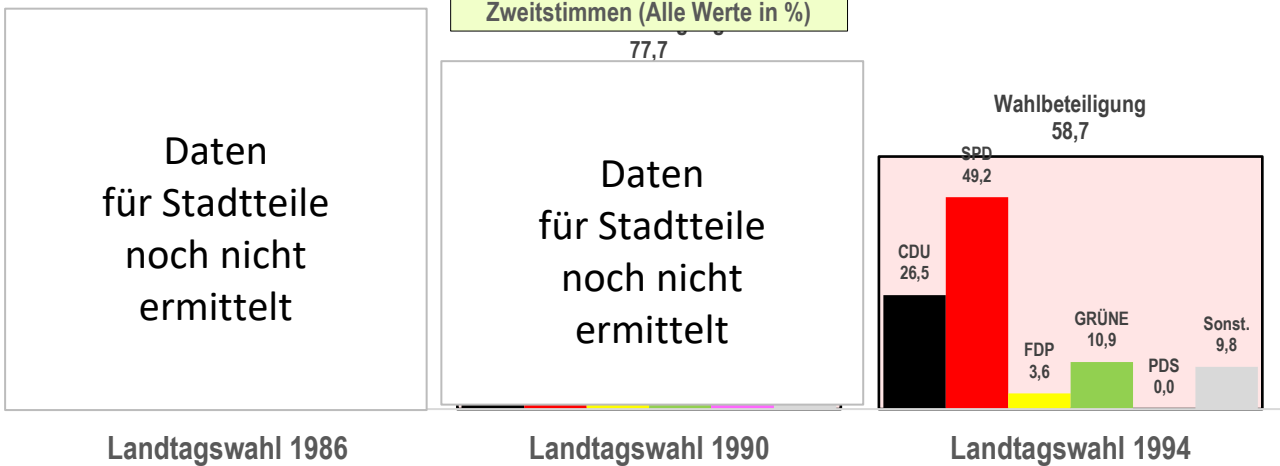 Zweitstimmen (Alle Werte in %)
77,7
Daten
für Stadtteile
noch nicht
ermittelt
Daten
für Stadtteile
noch nicht
ermittelt
Wahlbeteiligung
58,7
SPD
49,2
CDU
26,5
FDP
3,6
GRÜNE
10,9
PDS
0,0
Sonst.
9,8
Landtagswahl 1986
Landtagswahl 1990
Landtagswahl 1994